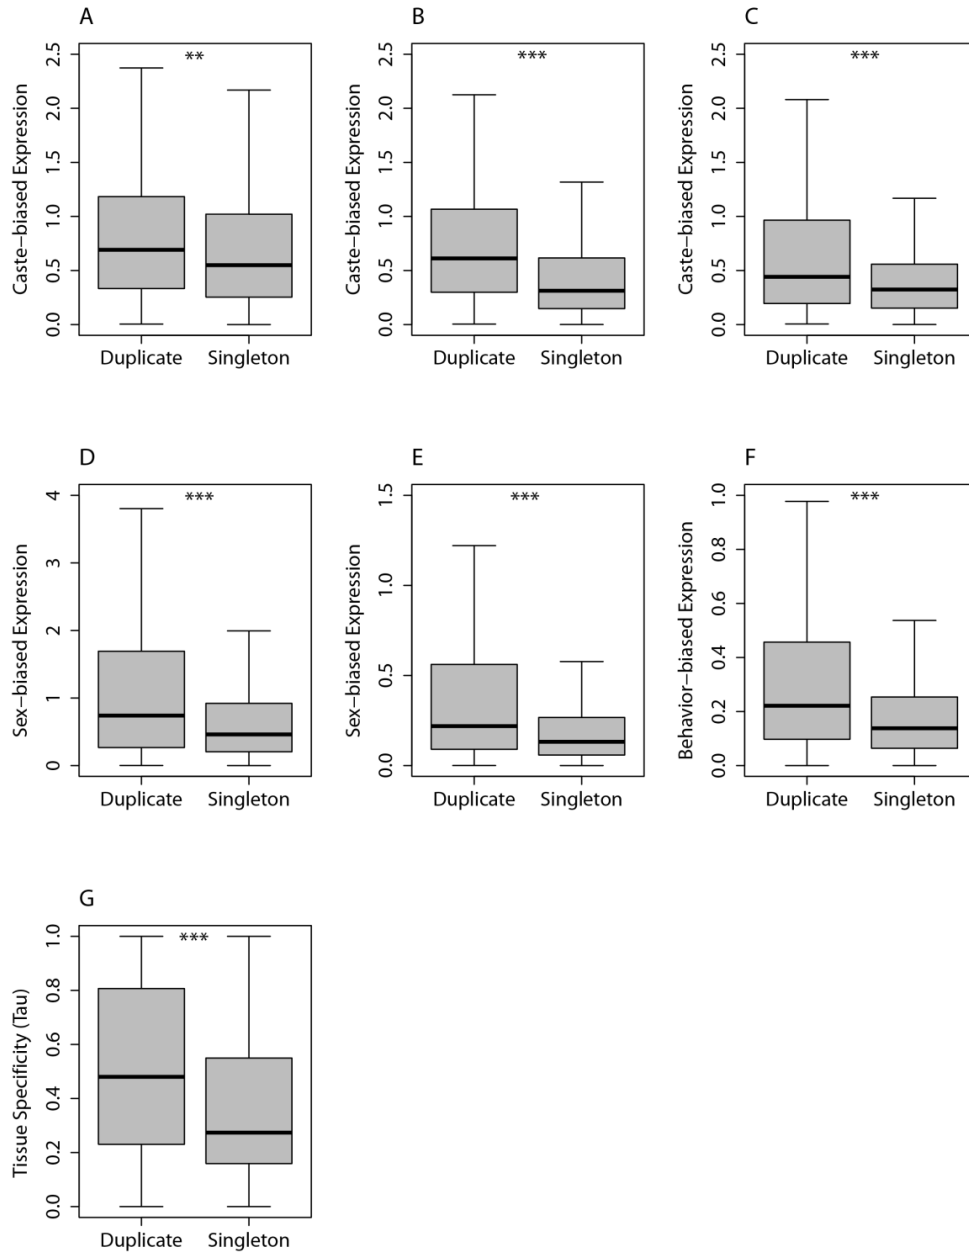 A
B
C
**
***
***
Caste−biased Expression
0.0 0.5 1.0 1.5 2.0 2.5
Duplicate Singleton
Caste−biased Expression
0.0 0.5 1.0 1.5 2.0 2.5
Duplicate Singleton
Caste−biased Expression
0.0 0.5 1.0 1.5 2.0 2.5
Duplicate Singleton
D
E
F
***
***
***
Sex−biased Expression
0 1 2 3 4
Duplicate Singleton
Sex−biased Expression
0.0 0.5 1.0 1.5
Duplicate Singleton
Behavior−biased Expression
0.0 0.2 0.4 0.6 0.8 1.0
Duplicate Singleton
G
***
Tissue Specificity (Tau)
0.0 0.2 0.4 0.6 0.8 1.0
Duplicate Singleton